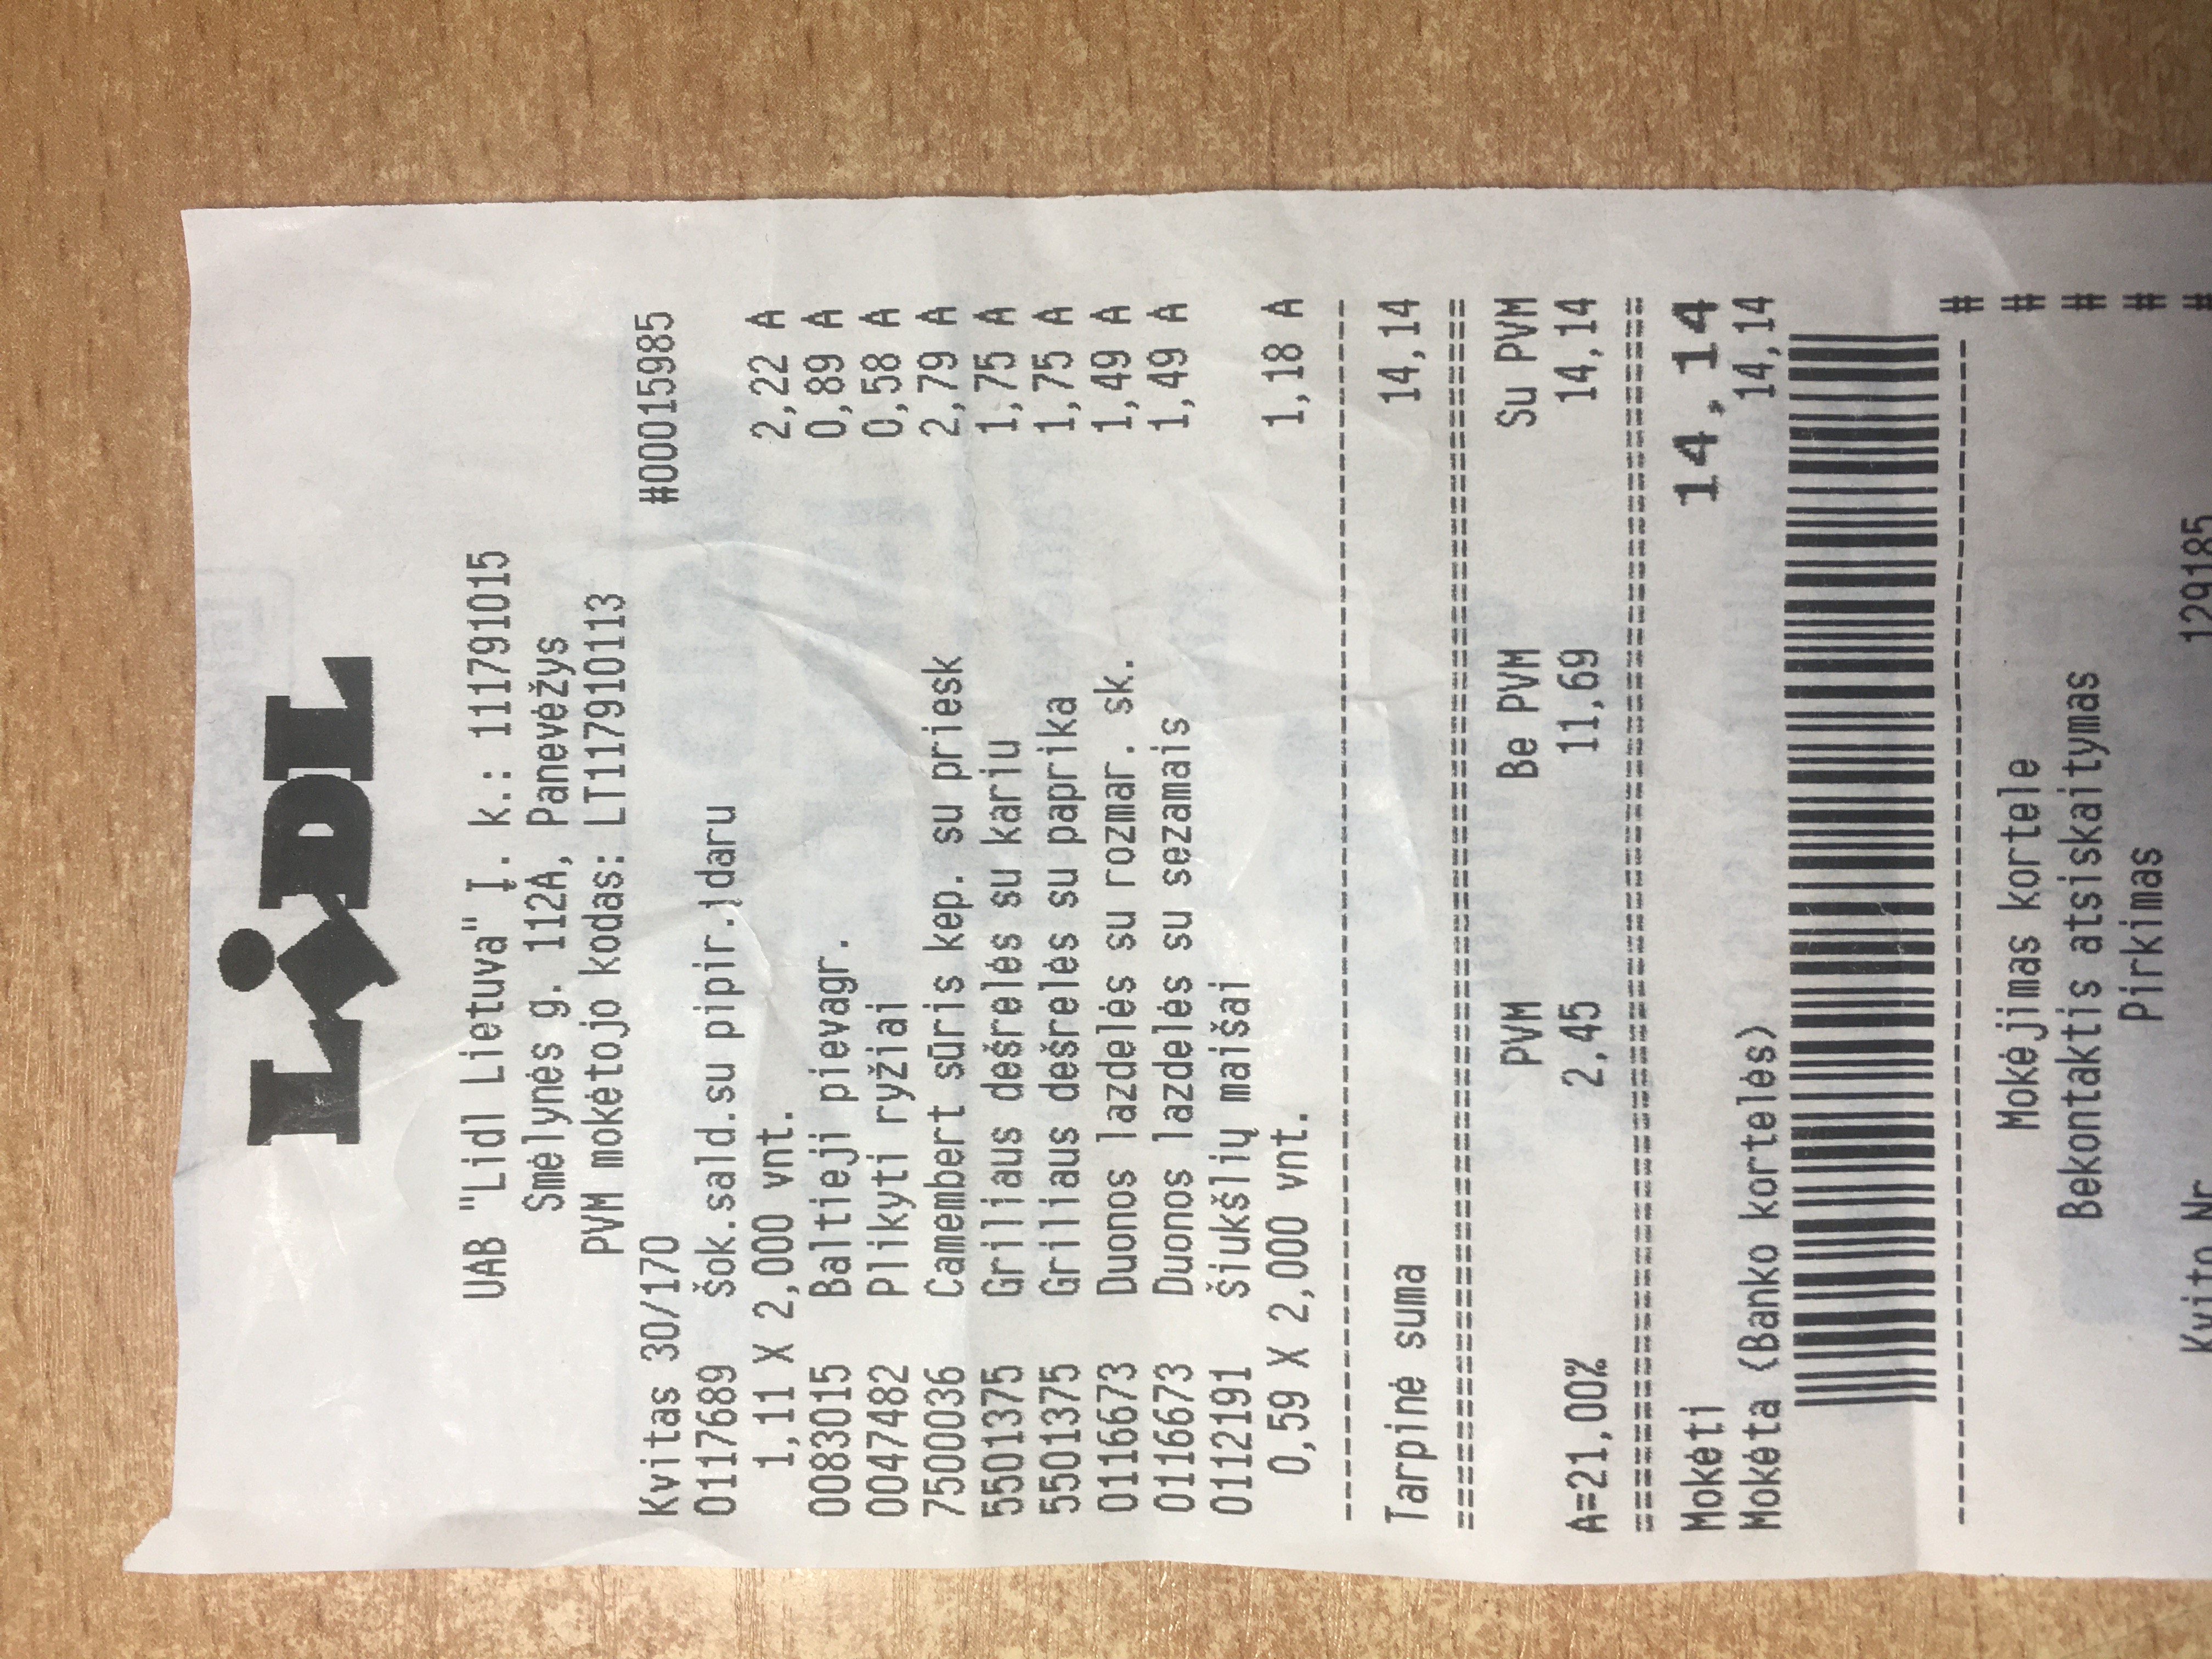 LiDL
UAB "Lidl Lietuva" Į. k.: 111791015
Smėlynės g. 112A, Panevėžys
PVM mokėtojo kodas: LT117910113
Kvitas 30/170 #00015985
0117689 šok.sald.su pipir.įdaru
1,11 X 2,000 vnt. 2,22 A
0083015 Baltieji pievagr. 0,89 A
0047482 Plikyti ryžiai 0,58 A
7500036 Camembert sūris kep. su priesk 2,79 A
5501375 Griliaus dešrelės su kariu 1,75 A
5501375 Griliaus dešrelės su paprika 1,75 A
0116673 Duonos lazdelės su rozmar. sk. 1,49 A
0116673 Duonos lazdelės su sezamais 1,49 A
0112191 šiukšlių maišai
0,59 X 2,000 vnt. 1,18 A
Tarpinė suma 14,14
PVM Be PVM Su PVM
A=21,00% 2,45 11,69 14,14
Mokėti 14,14
Mokėta (Banko kortelės) 14,14
#
Mokėjimas kortele #
Bekontaktis atsiskaitymas #
Pirkimas #
Kvito Nr 129185 #